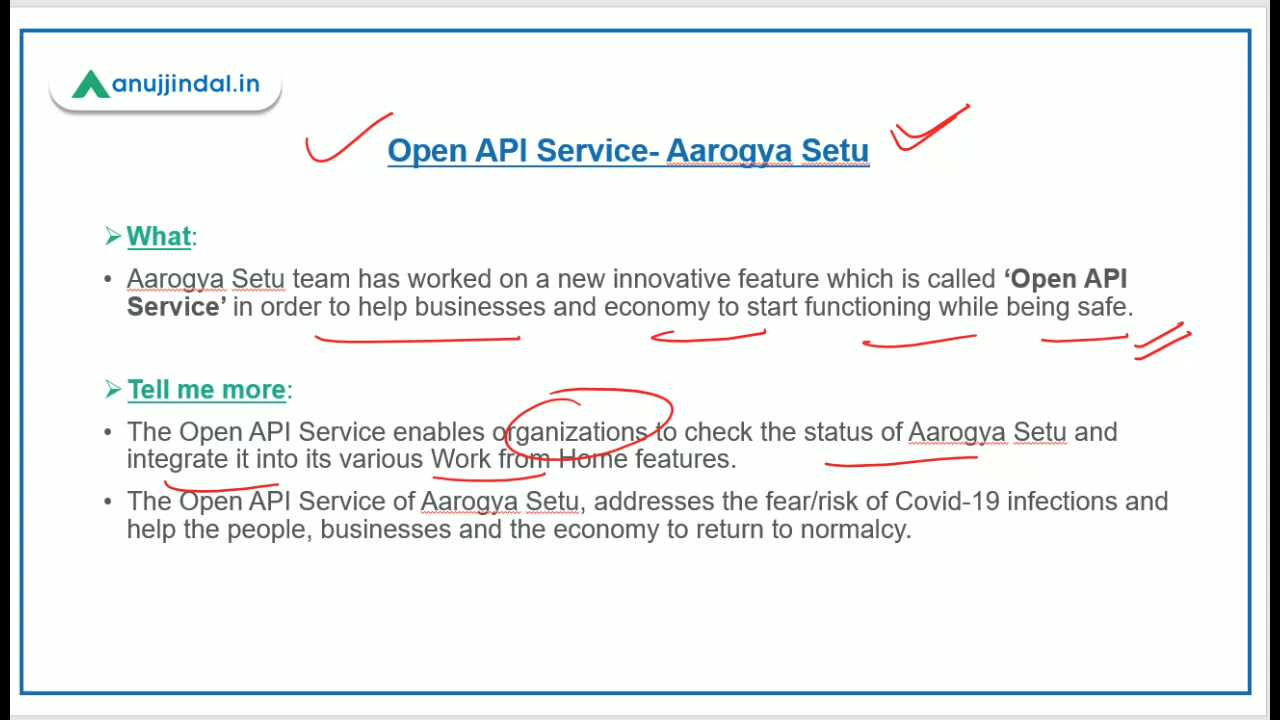 anujjindal.in
Open API Service- Aarogya Setu
What:
• Aarogya Setu team has worked on a new innovative feature which is called ‘Open API
Service’ in order to help businesses and economy to start functioning while being safe.
Tell me more:
• The Open API Service enables organizations to check the status of Aarogya Setu and
integrate it into its various Work from Home features.
• The Open API Service of Aarogya Setu, addresses the fear/risk of Covid-19 infections and
help the people, businesses and the economy to return to normalcy.